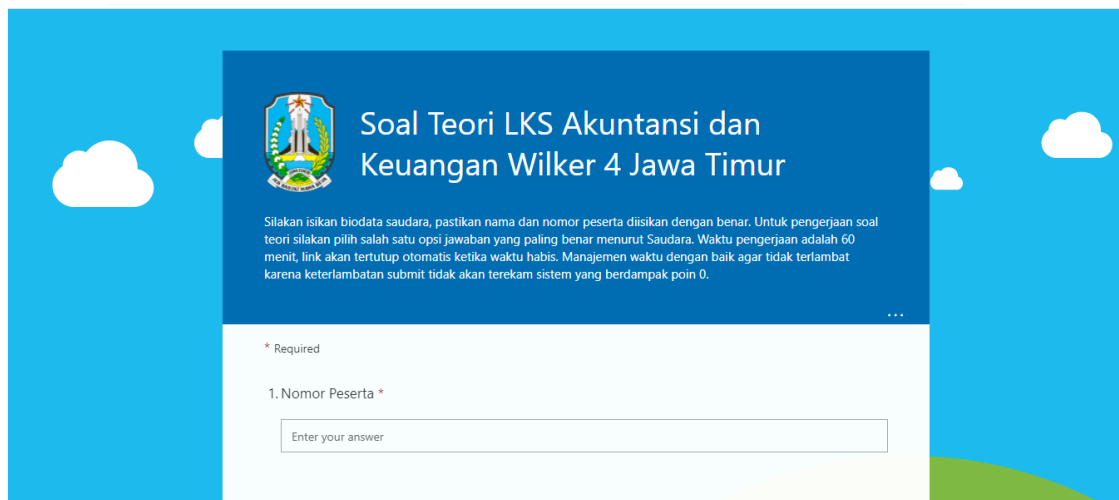 Soal Teori LKS Akuntansi dan
Keuangan Wilker 4 Jawa Timur
Silakan isikan biodata saudara, pastikan nama dan nomor peserta diisikan dengan benar. Untuk pengerjaan soal
teori silakan pilih salah satu opsi jawaban yang paling benar menurut Saudara. Waktu pengerjaan adalah 60
menit, link akan tertutup otomatis ketika waktu habis. Manajemen waktu dengan baik agar tidak terlambat
karena keterlambatan submit tidak akan terekam sistem yang berdampak poin 0.
...
* Required
1. Nomor Peserta *
Enter your answer